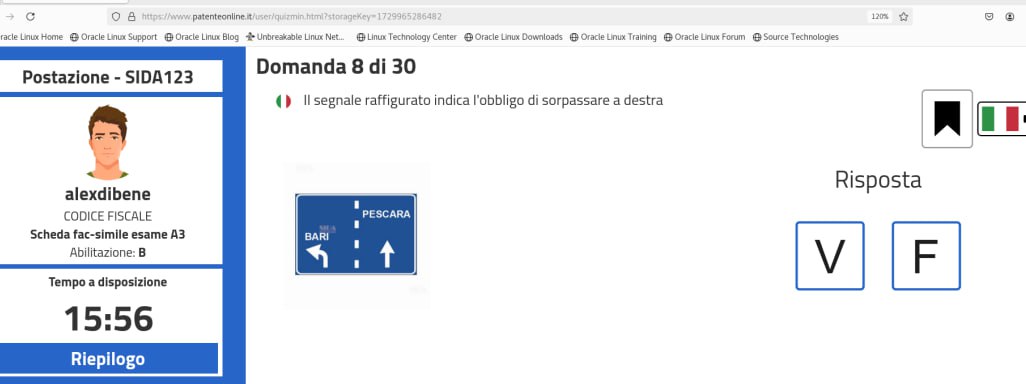 https://www.patenteonline.it/user/quizmin.html?storageKey=1729965286482
120%
racle Linux Home
Oracle Linux Support
Oracle Linux Blog
Unbreakable Linux Net...
Linux Technology Center
Oracle Linux Downloads
Oracle Linux Training
Oracle Linux Forum
Source Technologies
Postazione - SIDA123
alexdibene
CODICE FISCALE
Scheda fac-simile esame A3
Abilitazione: B
Tempo a disposizione
15:56
Riepilogo
Domanda 8 di 30
Il segnale raffigurato indica l'obbligo di sorpassare a destra
PESCARA
BARI
Risposta
V F